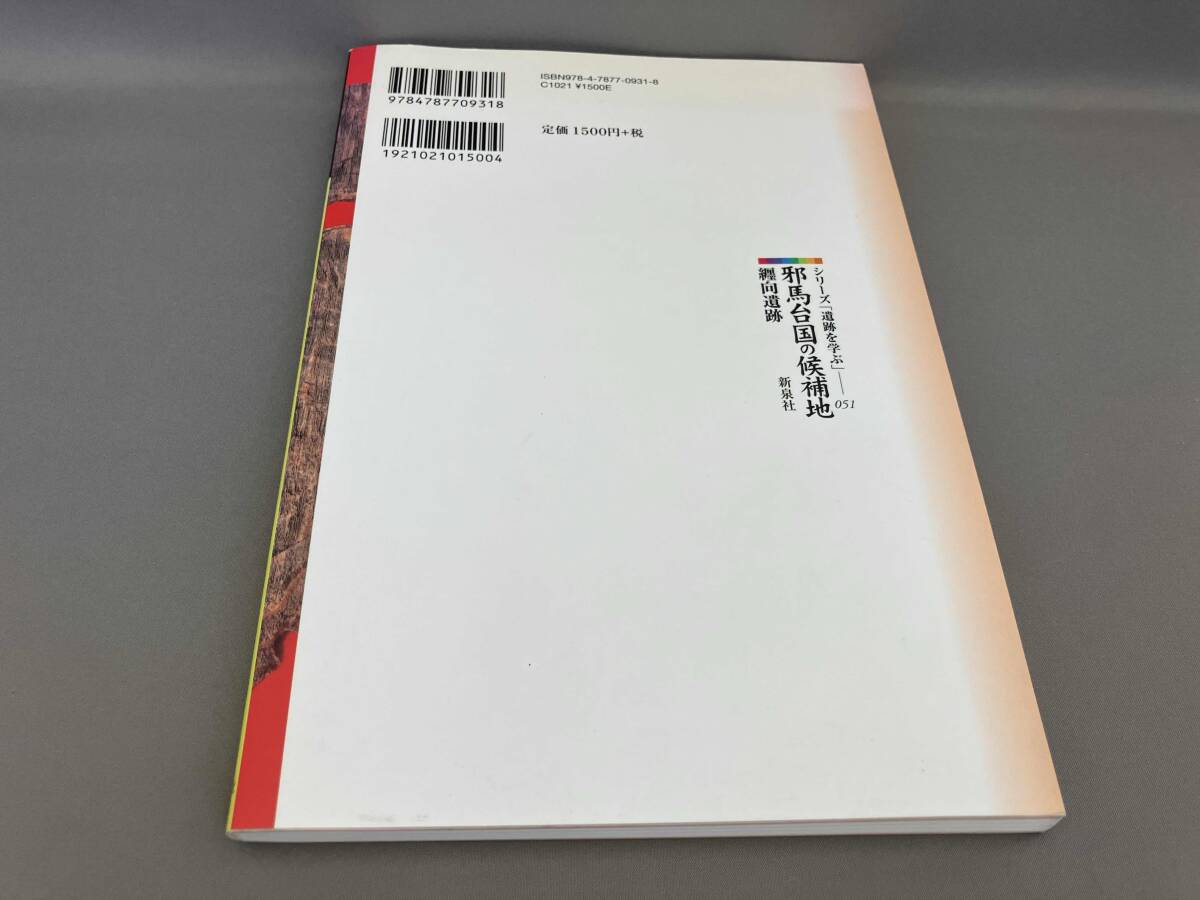 ISBN978-4-7877-0931-8
C1021 ¥1500E
9784787709318
定価1500円+税
1921021015004
シリーズ「遺跡を学ぶ」——051
邪馬台国の候補地
纒向遺跡
新泉社